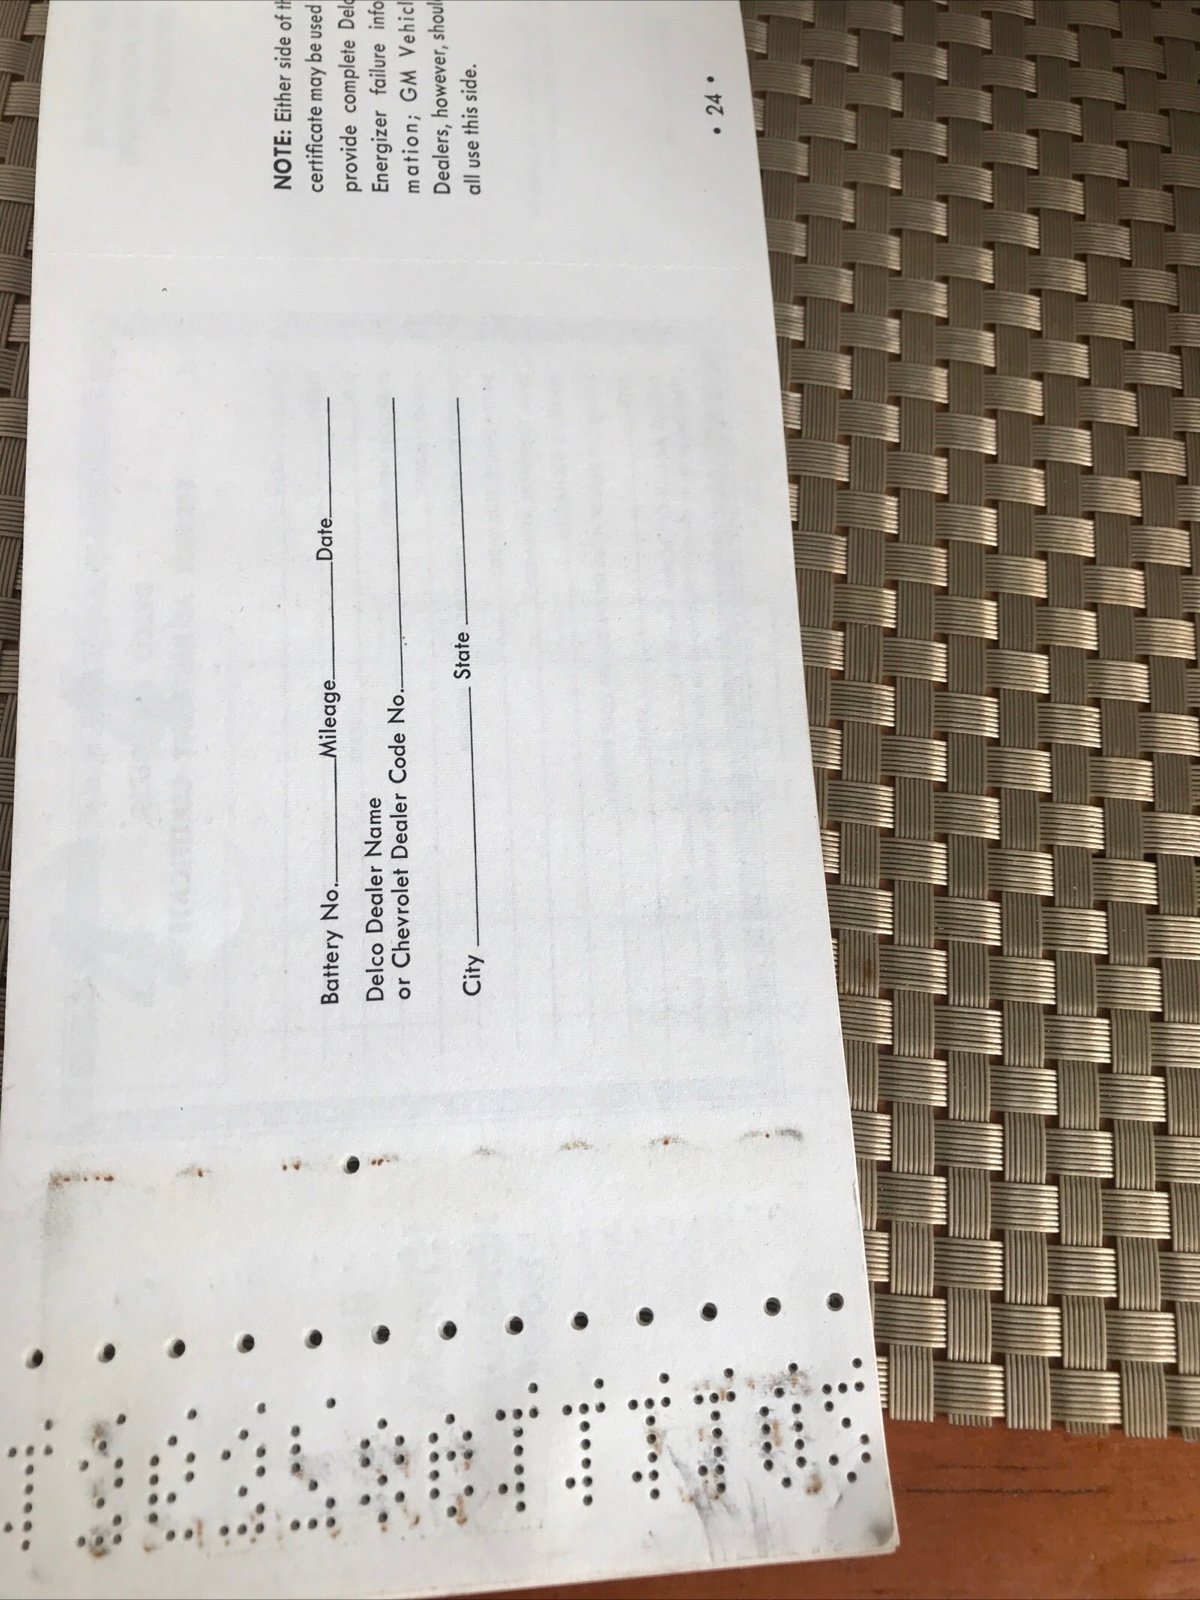 NOTE: Either side of
certificate may be used
provide complete
Energizer failure
mation; GM
Dealers, however,
all use this side.
Battery No. Mileage Date
Delco Dealer Name
or Chevrolet Dealer Code No.
City State
• 24 •